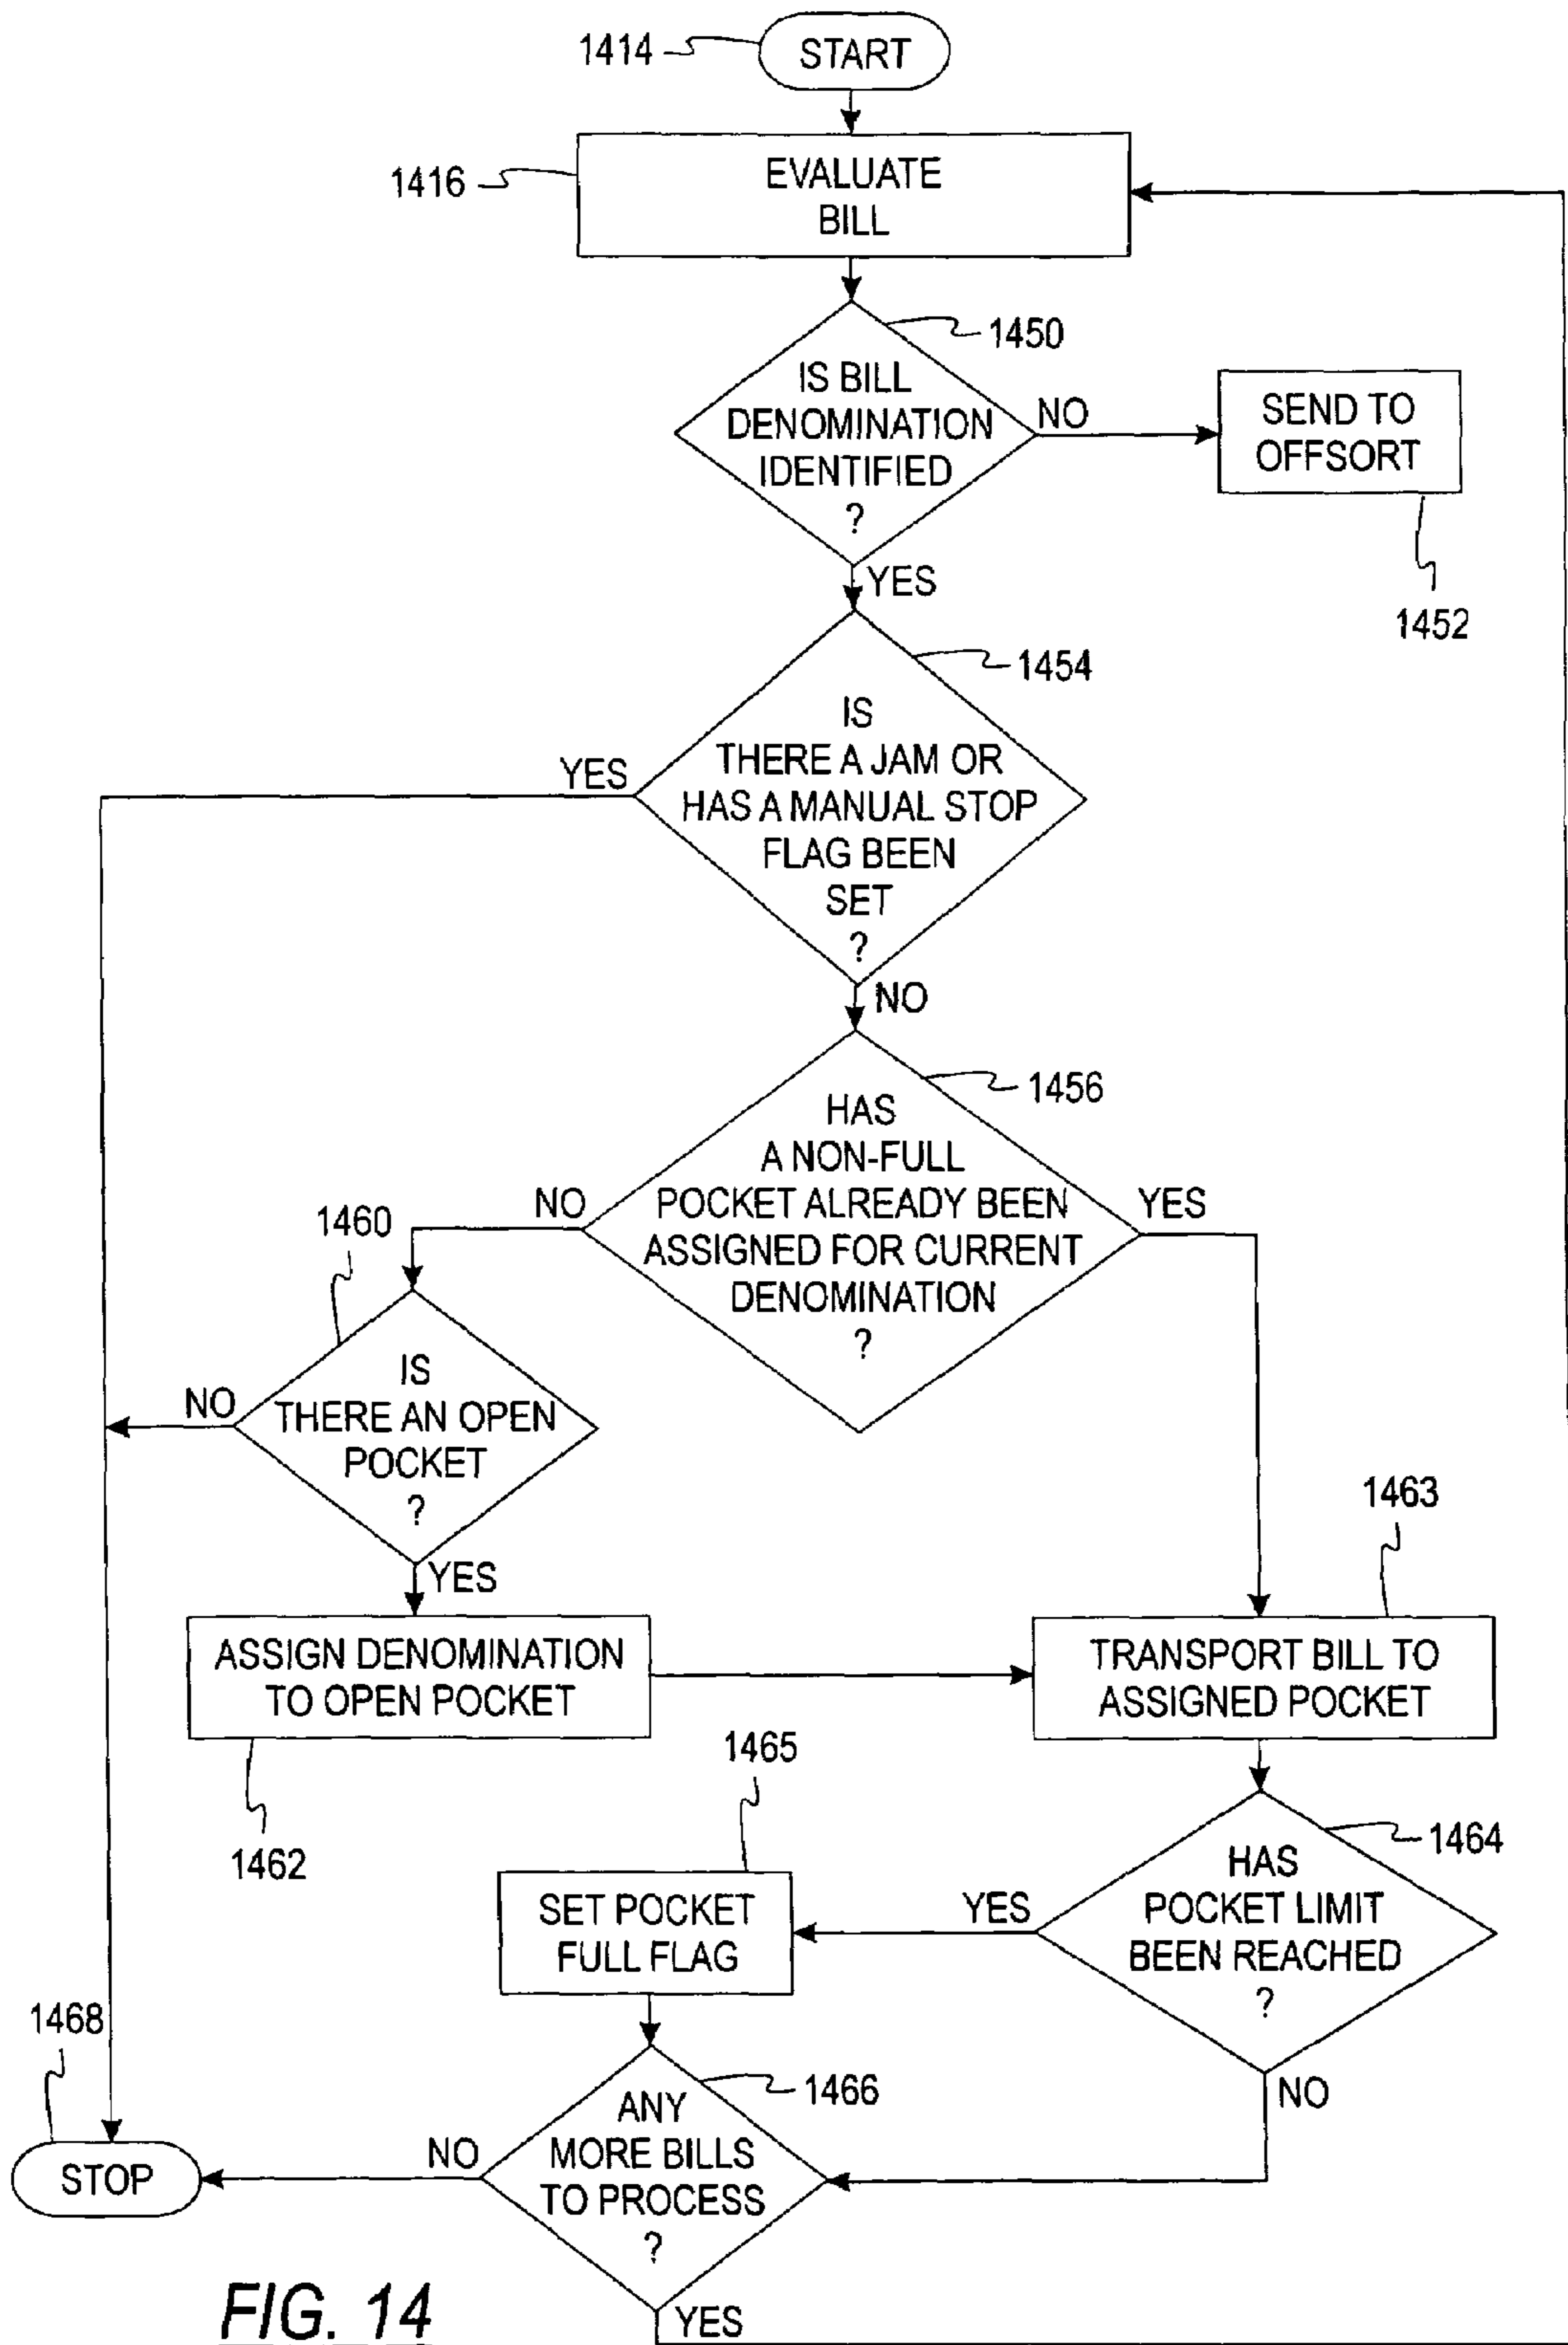 1414
START
1416
EVALUATE
BILL
1450
IS BILL
DENOMINATION
IDENTIFIED
?
NO
SEND TO
OFFSORT
1452
YES
1454
IS
THERE A JAM OR
HAS A MANUAL STOP
FLAG BEEN
SET
?
YES
NO
1456
HAS
A NON-FULL
POCKET ALREADY BEEN
ASSIGNED FOR CURRENT
DENOMINATION
?
NO
YES
1460
IS
THERE AN OPEN
POCKET
?
NO
YES
1463
ASSIGN DENOMINATION
TO OPEN POCKET
1462
TRANSPORT BILL TO
ASSIGNED POCKET
1465
1464
HAS
POCKET LIMIT
BEEN REACHED
?
YES
SET POCKET
FULL FLAG
NO
1468
1466
ANY
MORE BILLS
TO PROCESS
?
NO
STOP
YES
FIG. 14